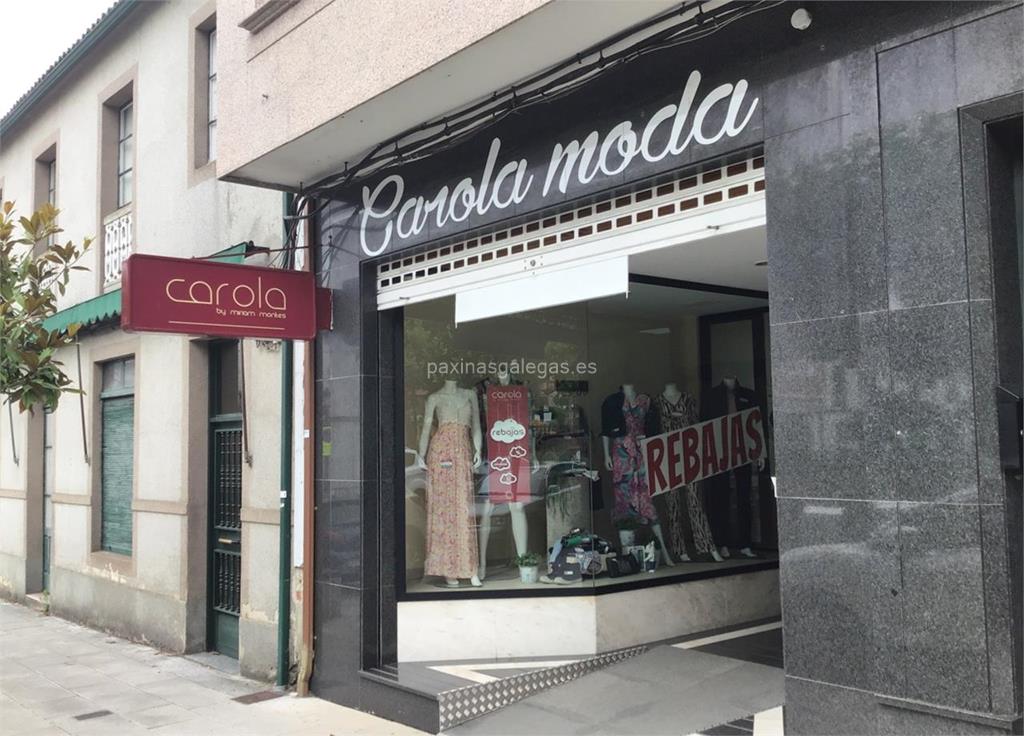 Carola moda
carola
by miriam montes
paxinasgalegas.es
carola
rebajas
REBAJAS